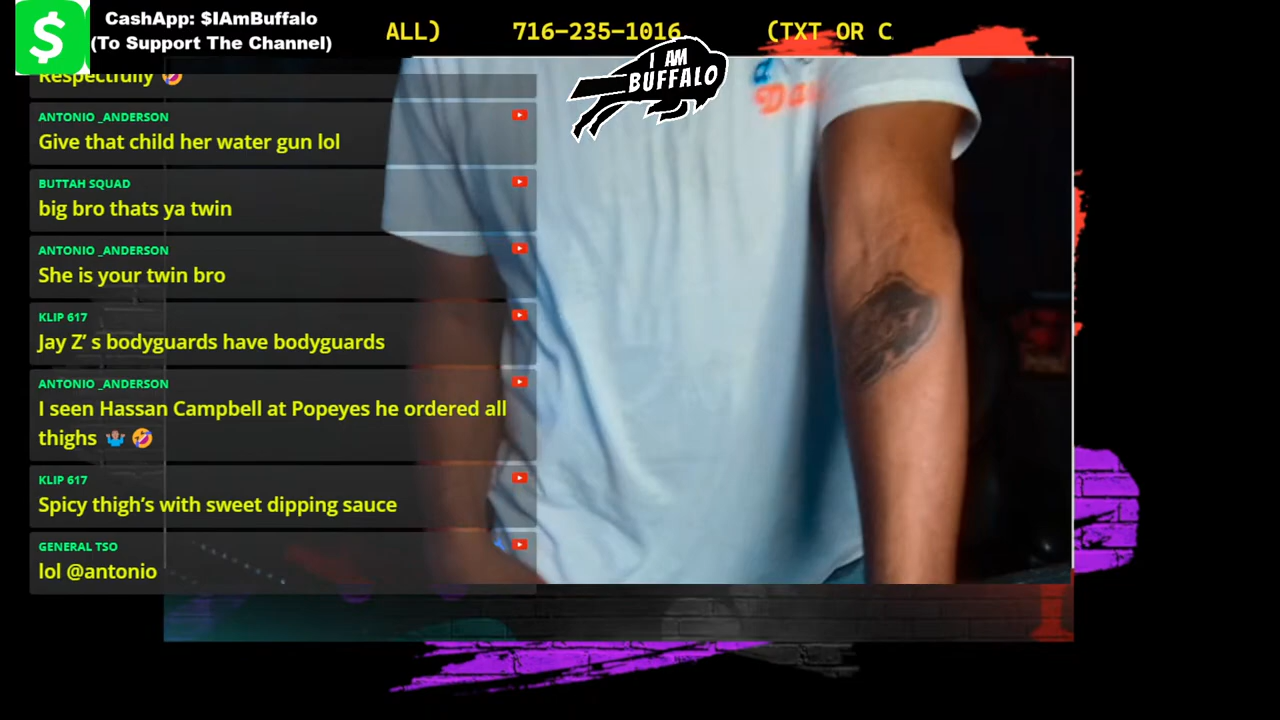 CashApp: $IAmBuffalo
(To Support The Channel)
ALL) 716-235-1016 (TXT OR C
I AM
BUFFALO
Respectfully 🤣
ANTONIO _ANDERSON
Give that child her water gun lol
BUTTAH SQUAD
big bro thats ya twin
ANTONIO _ANDERSON
She is your twin bro
KLIP 617
Jay Z’ s bodyguards have bodyguards
ANTONIO _ANDERSON
I seen Hassan Campbell at Popeyes he ordered all
thighs 🤷🏽‍♂️ 🤣
KLIP 617
Spicy thigh’s with sweet dipping sauce
GENERAL TSO
lol @antonio